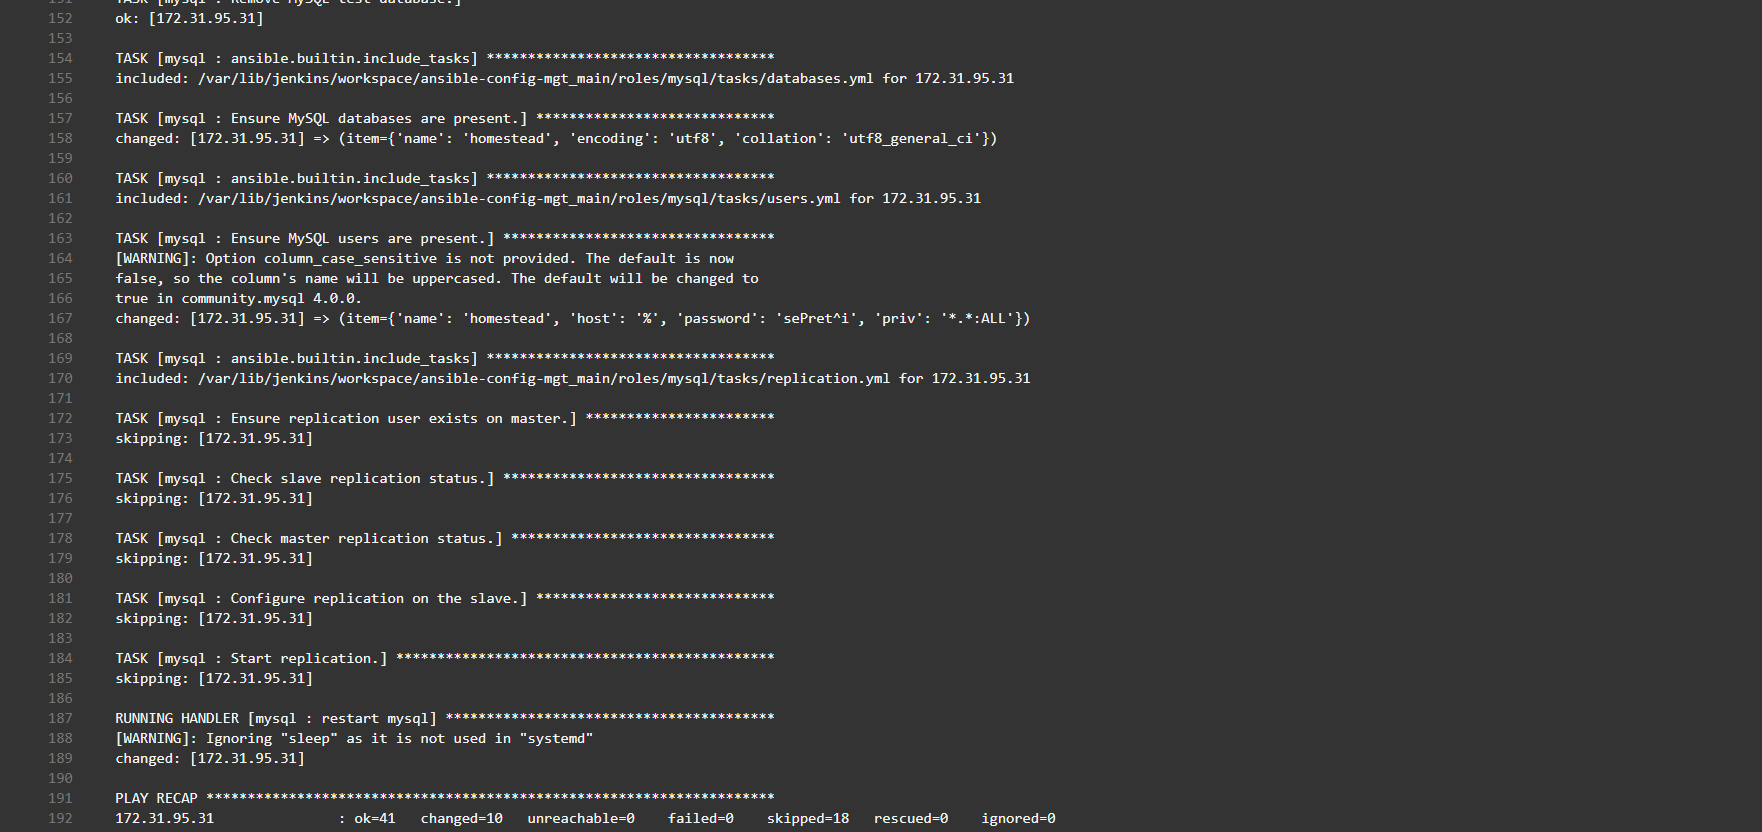 151 TASK [mysql : Remove MySQL test database.]
152 ok: [172.31.95.31]
153
154 TASK [mysql : ansible.builtin.include_tasks] ***********************************
155 included: /var/lib/jenkins/workspace/ansible-config-mgt_main/roles/mysql/tasks/databases.yml for 172.31.95.31
156
157 TASK [mysql : Ensure MySQL databases are present.] *****************************
158 changed: [172.31.95.31] => (item={'name': 'homestead', 'encoding': 'utf8', 'collation': 'utf8_general_ci'})
159
160 TASK [mysql : ansible.builtin.include_tasks] ***********************************
161 included: /var/lib/jenkins/workspace/ansible-config-mgt_main/roles/mysql/tasks/users.yml for 172.31.95.31
162
163 TASK [mysql : Ensure MySQL users are present.] *********************************
164 [WARNING]: Option column_case_sensitive is not provided. The default is now
165 false, so the column's name will be uppercased. The default will be changed to
166 true in community.mysql 4.0.0.
167 changed: [172.31.95.31] => (item={'name': 'homestead', 'host': '%', 'password': 'sePret^i', 'priv': '*.*:ALL'})
168
169 TASK [mysql : ansible.builtin.include_tasks] ***********************************
170 included: /var/lib/jenkins/workspace/ansible-config-mgt_main/roles/mysql/tasks/replication.yml for 172.31.95.31
171
172 TASK [mysql : Ensure replication user exists on master.] ***********************
173 skipping: [172.31.95.31]
174
175 TASK [mysql : Check slave replication status.] *********************************
176 skipping: [172.31.95.31]
177
178 TASK [mysql : Check master replication status.] ********************************
179 skipping: [172.31.95.31]
180
181 TASK [mysql : Configure replication on the slave.] *****************************
182 skipping: [172.31.95.31]
183
184 TASK [mysql : Start replication.] **********************************************
185 skipping: [172.31.95.31]
186
187 RUNNING HANDLER [mysql : restart mysql] ****************************************
188 [WARNING]: Ignoring "sleep" as it is not used in "systemd"
189 changed: [172.31.95.31]
190
191 PLAY RECAP *********************************************************************
192 172.31.95.31 : ok=41 changed=10 unreachable=0 failed=0 skipped=18 rescued=0 ignored=0